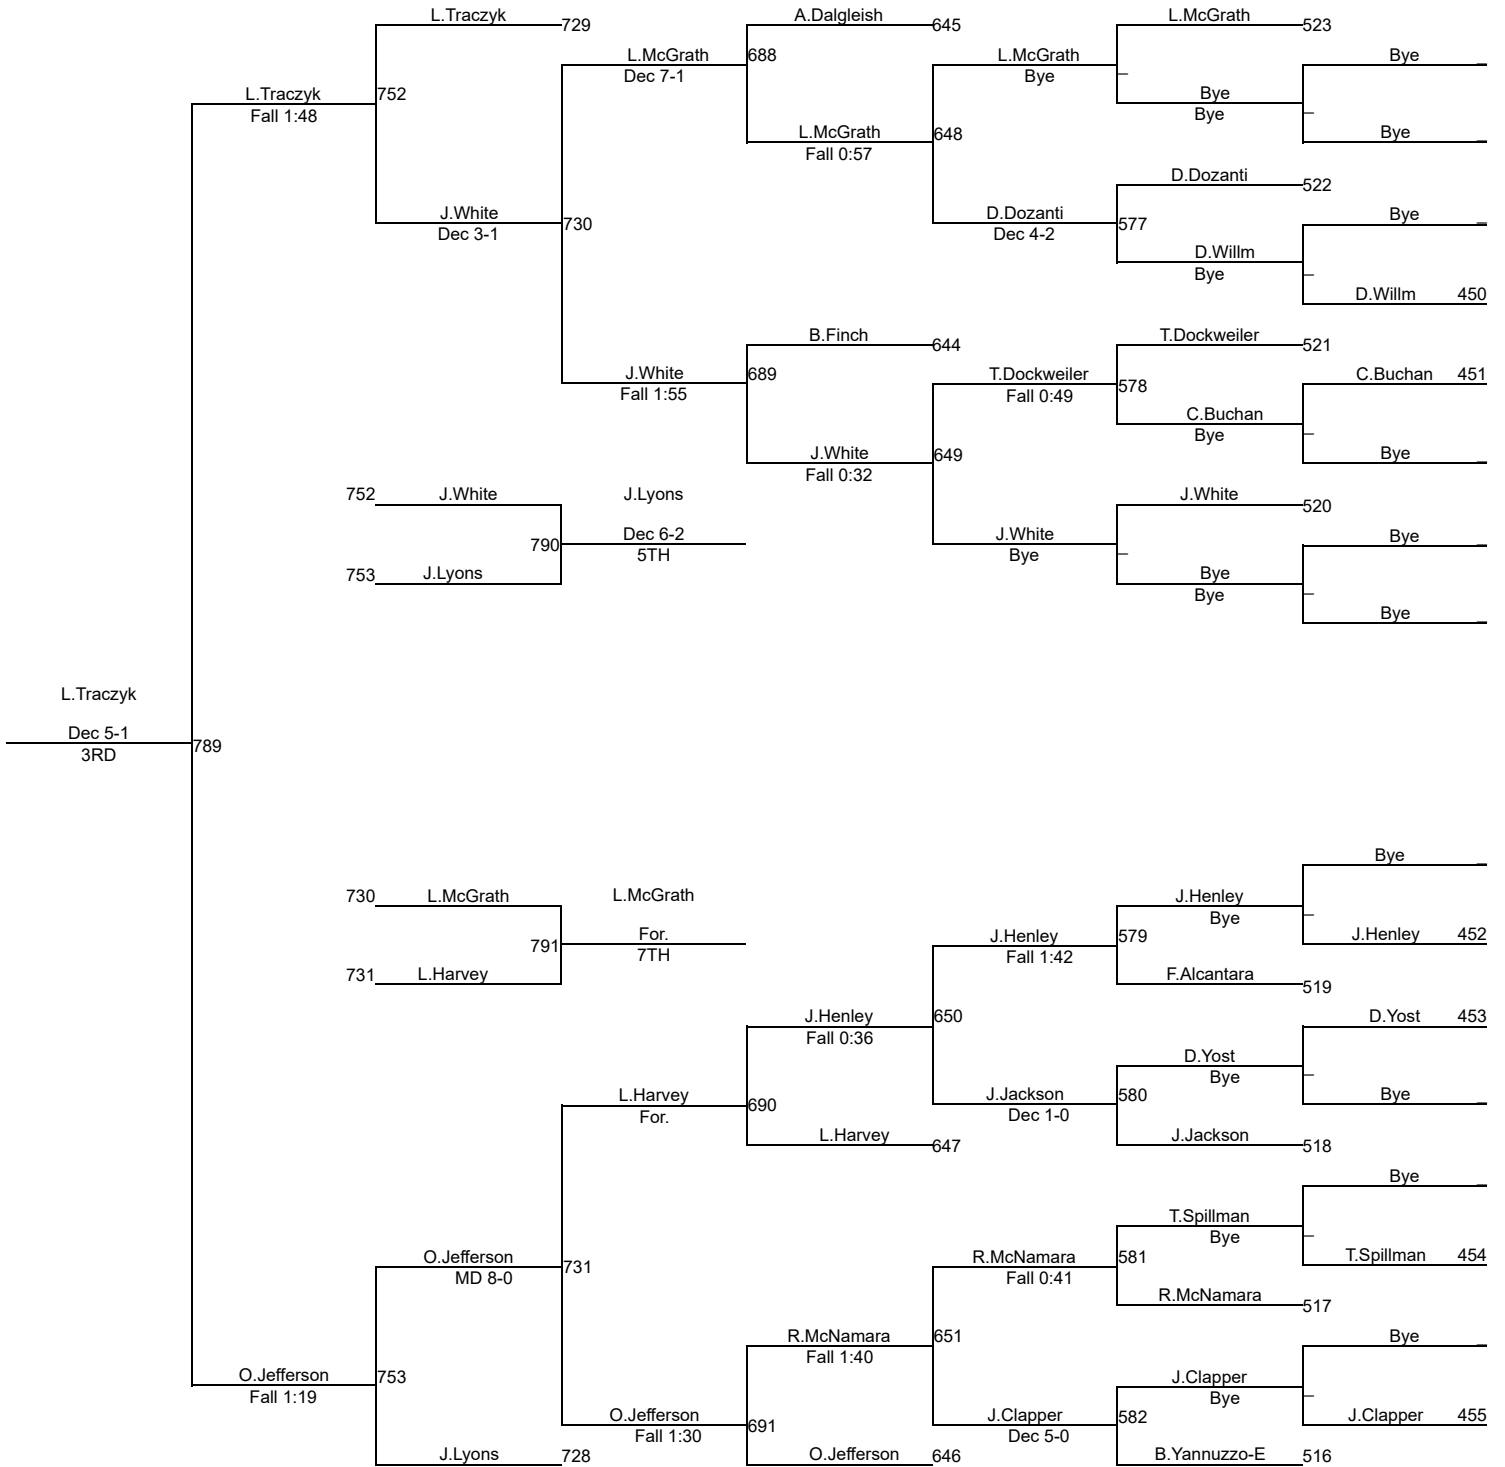 L.Traczyk
729
A.Dalgleish
645
L.McGrath
523
L.McGrath
Dec 7-1
688
L.McGrath
Bye
Bye
L.Traczyk
Fall 1:48
752
Bye
Bye
L.McGrath
Fall 0:57
648
Bye
D.Dozanti
522
J.White
Dec 3-1
730
D.Dozanti
Dec 4-2
577
Bye
D.Willm
Bye
D.Willm 450
B.Finch
644
T.Dockweiler
521
J.White
Fall 1:55
689
T.Dockweiler
Fall 0:49
578
C.Buchan 451
C.Buchan
Bye
J.White
Fall 0:32
649
Bye
752 J.White
J.Lyons
J.White
520
790
Dec 6-2
5TH
J.White
Bye
Bye
753 J.Lyons
Bye
Bye
Bye
L.Traczyk
Dec 5-1
3RD
789
Bye
730 L.McGrath
L.McGrath
J.Henley
Bye
791
For.
7TH
J.Henley
Fall 1:42
579
J.Henley 452
731 L.Harvey
F.Alcantara
519
J.Henley
Fall 0:36
650
D.Yost 453
D.Yost
Bye
L.Harvey
For.
690
J.Jackson
Dec 1-0
580
Bye
L.Harvey
647
J.Jackson
518
Bye
T.Spillman
Bye
O.Jefferson
MD 8-0
731
R.McNamara
Fall 0:41
581
T.Spillman 454
R.McNamara
517
R.McNamara
Fall 1:40
651
Bye
O.Jefferson
Fall 1:19
753
J.Clapper
Bye
O.Jefferson
Fall 1:30
691
J.Clapper
Dec 5-0
582
J.Clapper 455
J.Lyons
728
O.Jefferson
646
B.Yannuzzo-E
516